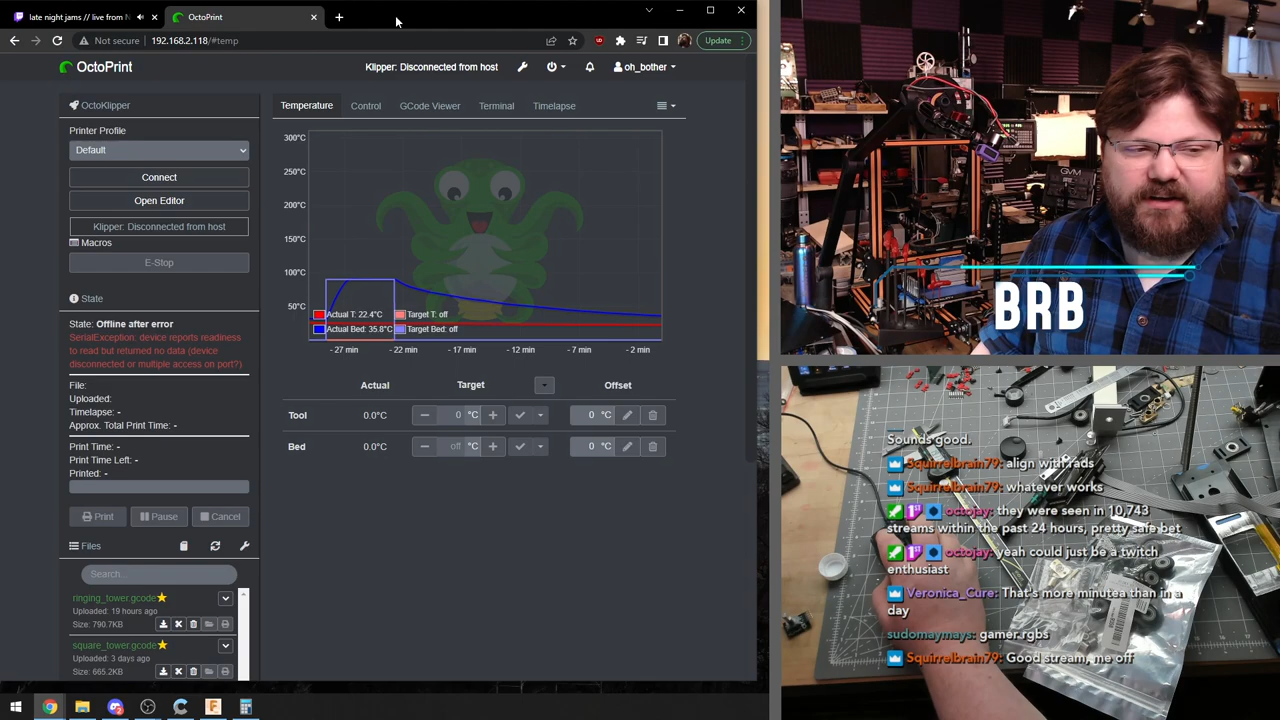 late night jams // live from N
OctoPrint
Not secure
192.168.2.118/#temp
Update
OctoPrint
Klipper: Disconnected from host
oh_bother
OctoKlipper
Printer Profile
Default
Connect
Open Editor
Klipper: Disconnected from host
Macros
E-Stop
State
State: Offline after error
SerialException: device reports readiness
to read but returned no data (device
disconnected or multiple access on port?)
File:
Uploaded:
Timelapse: -
Approx. Total Print Time: -
Print Time: -
Print Time Left: -
Printed: -
Print
Pause
Cancel
Files
Search...
ringing_tower.gcode
Uploaded: 19 hours ago
Size: 790.7KB
square_tower.gcode
Uploaded: 3 days ago
Size: 665.2KB
Temperature
Control
GCode Viewer
Terminal
Timelapse
300°C
250°C
200°C
150°C
100°C
50°C
Actual T: 22.4°C
Target T: off
Actual Bed: 35.8°C
Target Bed: off
- 27 min
- 22 min
- 17 min
- 12 min
- 7 min
- 2 min
Actual
Target
Offset
Tool
0.0°C
0 °C
0 °C
Bed
0.0°C
off °C
0 °C
GVM
BRB
Sounds good.
Squirrelbrain79: align with rads
Squirrelbrain79: whatever works
octojay: they were seen in 10,743
streams within the past 24 hours, pretty safe bet
octojay: yeah could just be a twitch
enthusiast
Veronica_Cure: That's more minutea than in a
day
sudomaymays: gamer rgbs
Squirrelbrain79: Good stream, me off